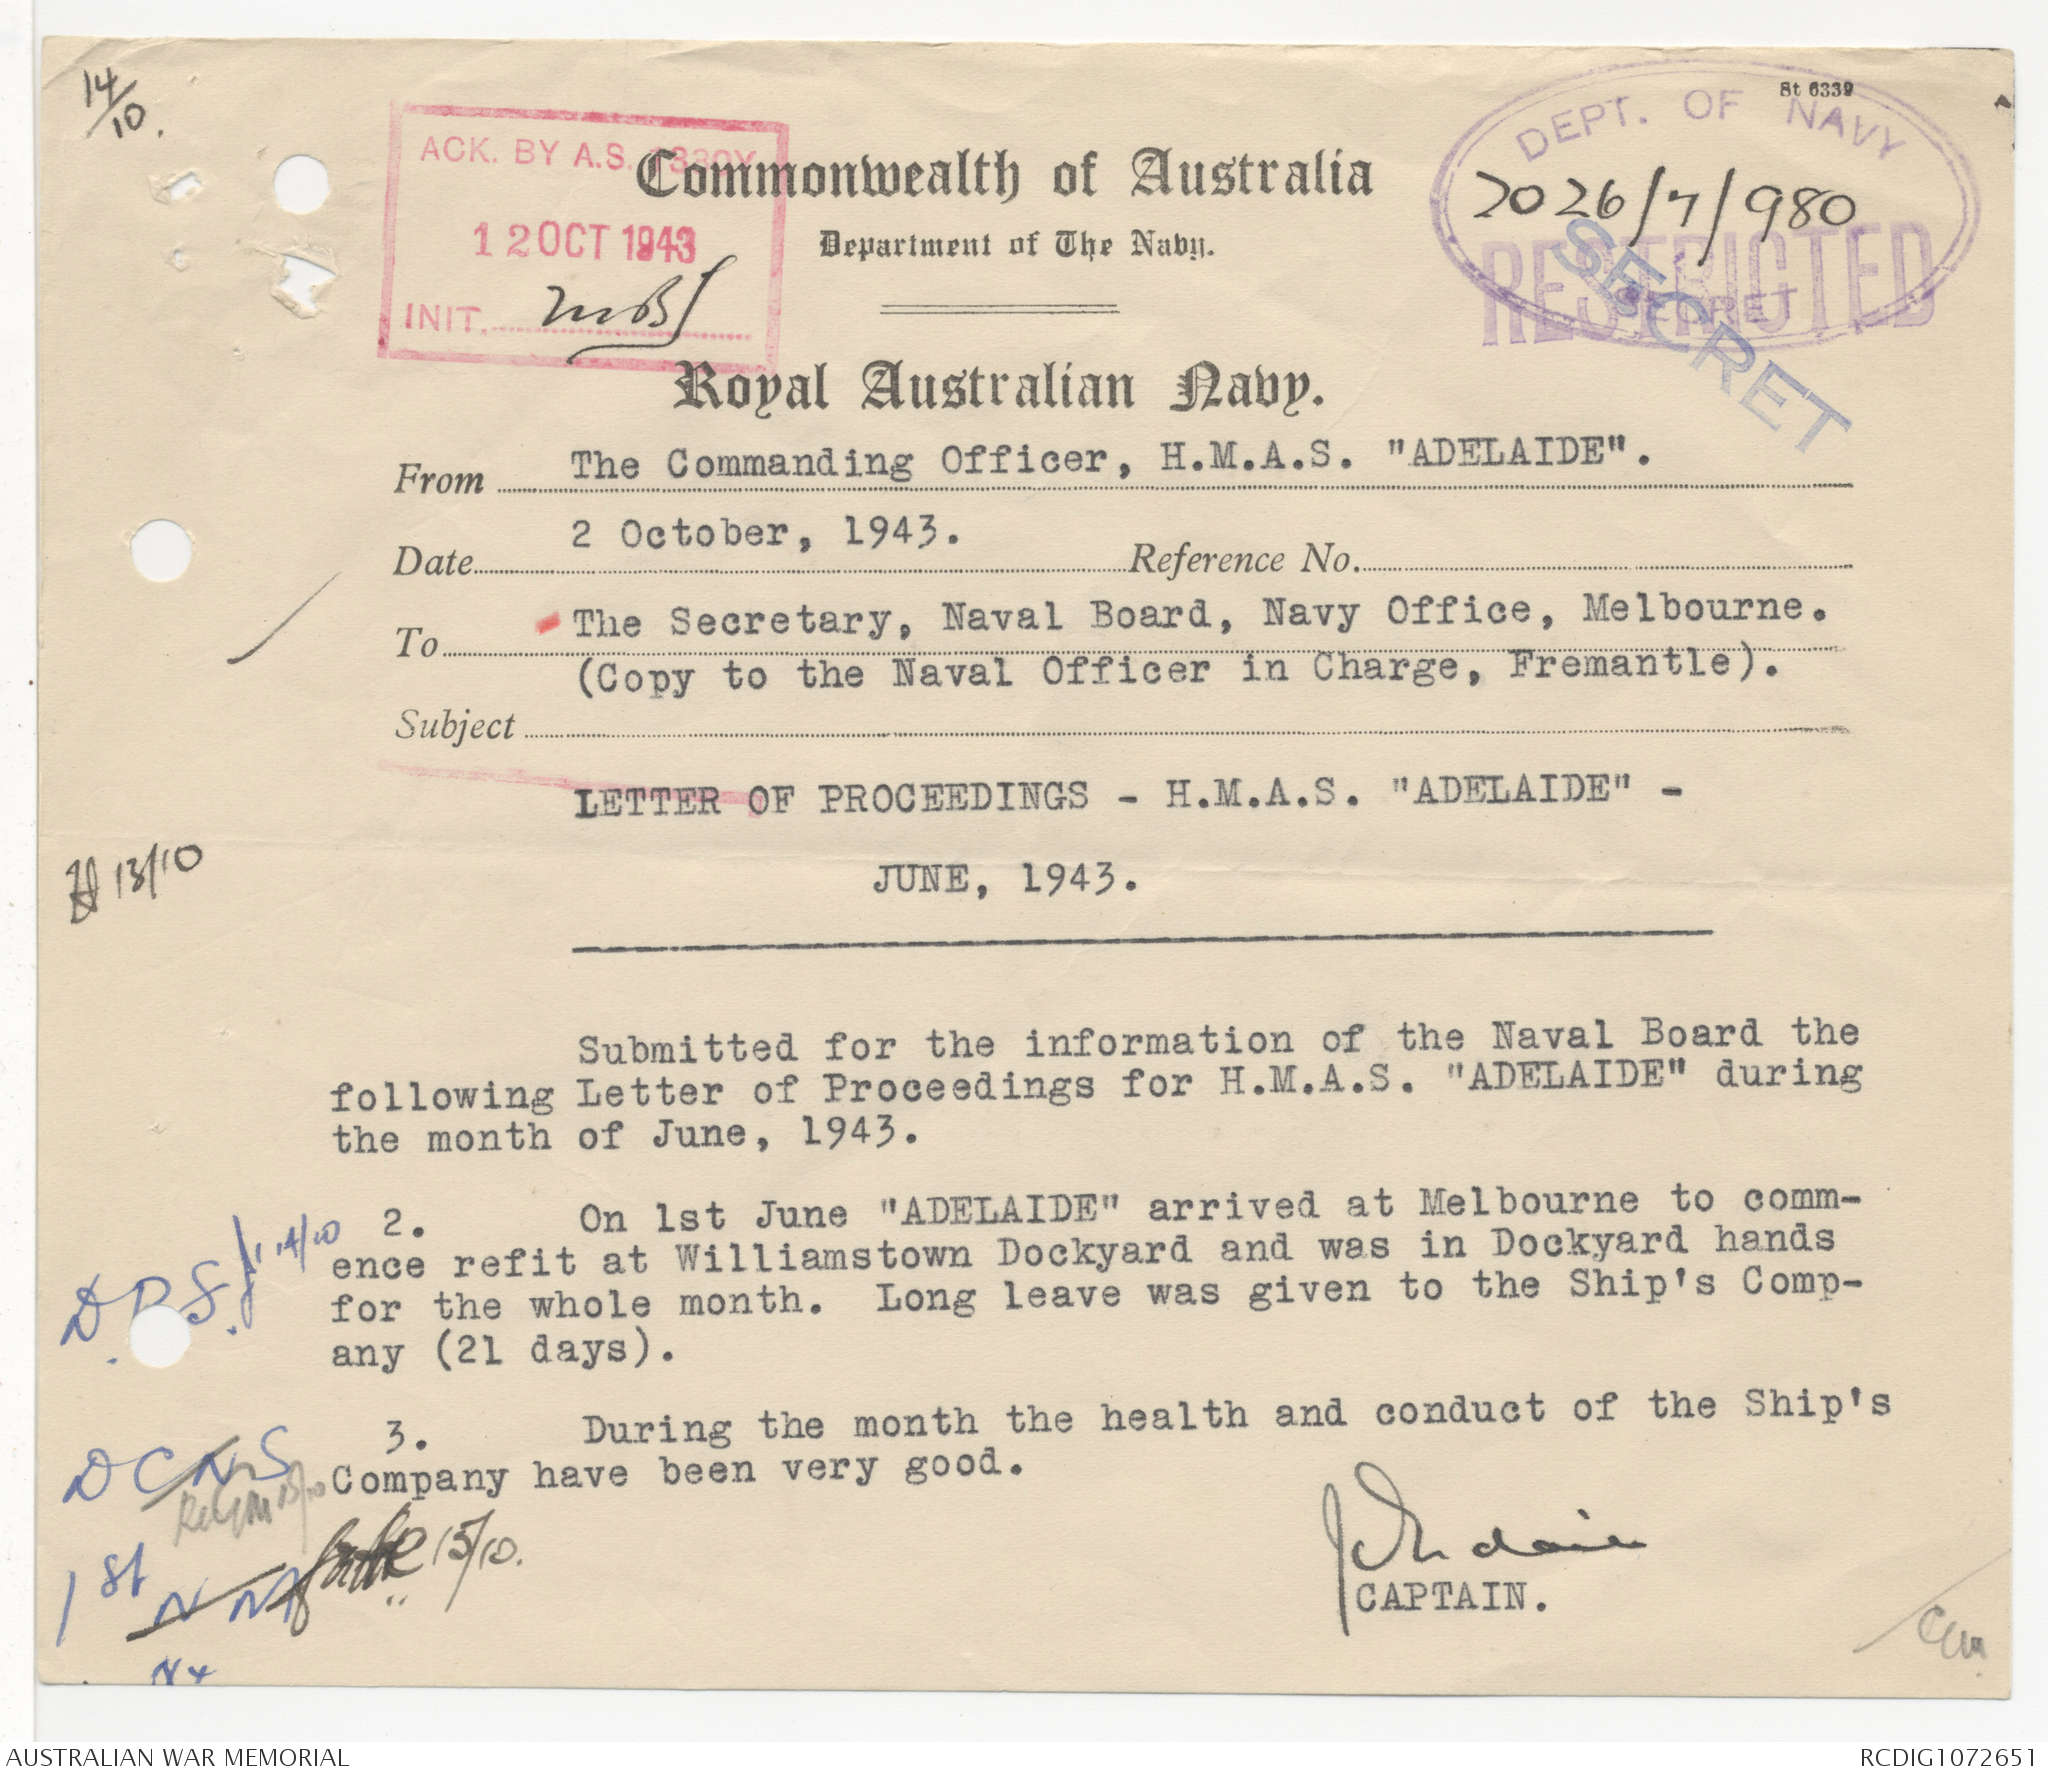 14/10.
St 6339
ACK. BY A.S.
12 OCT 1943
INIT.
DEPT. OF NAVY
2026/7/980
RESTRICTED
SECRET
SECRET
Commonwealth of Australia
Department of The Navy.
Royal Australian Navy.
From The Commanding Officer, H.M.A.S. "ADELAIDE".
Date 2 October, 1943. Reference No.
To The Secretary, Naval Board, Navy Office, Melbourne.
(Copy to the Naval Officer in Charge, Fremantle).
Subject
LETTER OF PROCEEDINGS - H.M.A.S. "ADELAIDE" -
13/10
JUNE, 1943.
Submitted for the information of the Naval Board the
following Letter of Proceedings for H.M.A.S. "ADELAIDE" during
the month of June, 1943.
2. On 1st June "ADELAIDE" arrived at Melbourne to comm-
ence refit at Williamstown Dockyard and was in Dockyard hands
for the whole month. Long leave was given to the Ship's Comp-
any (21 days).
14/10
3. During the month the health and conduct of the Ship's
Company have been very good.
DCNS
15/10.
1st
CAPTAIN.
AUSTRALIAN WAR MEMORIAL
RCDIG1072651